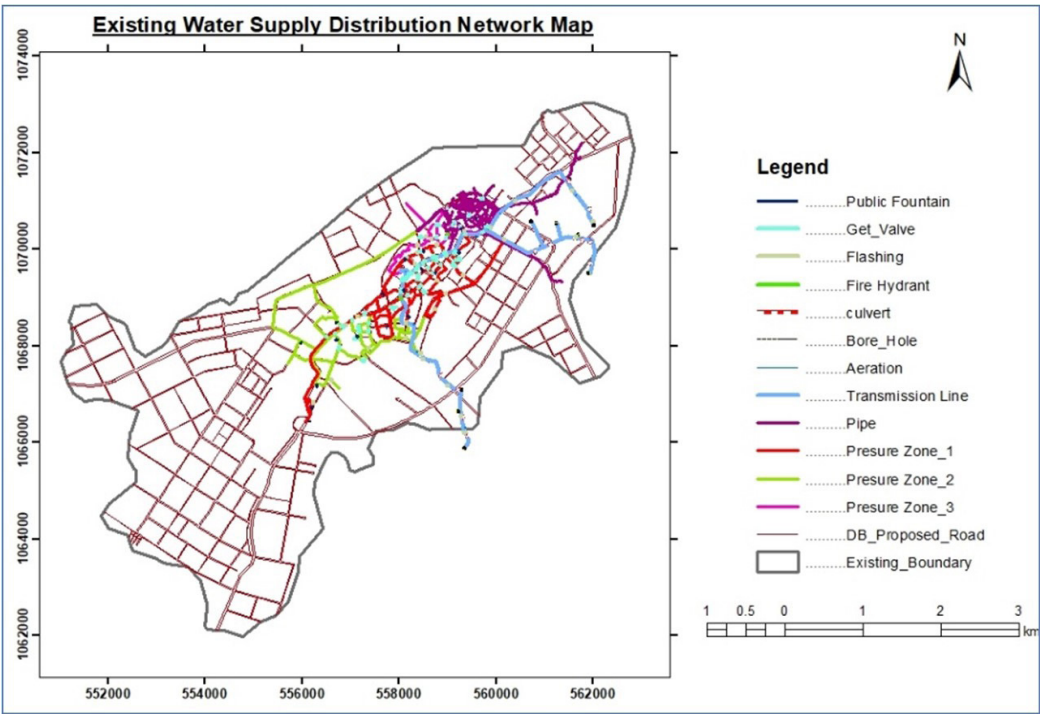 Existing Water Supply Distribution Network Map
N
1074000
1072000
1070000
1068000
1066000
1064000
1062000
552000 554000 556000 558000 560000 562000
Legend
........Public Fountain
........Get_Valve
........Flashing
........Fire Hydrant
........culvert
........Bore_Hole
........Aeration
........Transmission Line
........Pipe
........Presure Zone_1
........Presure Zone_2
........Presure Zone_3
........DB_Proposed_Road
........Existing_Boundary
1 0.5 0 1 2 3
km